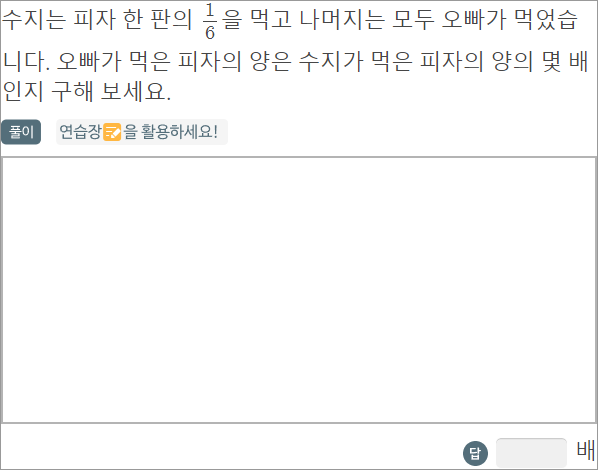 수지는 피자 한 판의 1/6을 먹고 나머지는 모두 오빠가 먹었습
니다. 오빠가 먹은 피자의 양은 수지가 먹은 피자의 양의 몇 배
인지 구해 보세요.
풀이 연습장을 활용하세요!
답 배